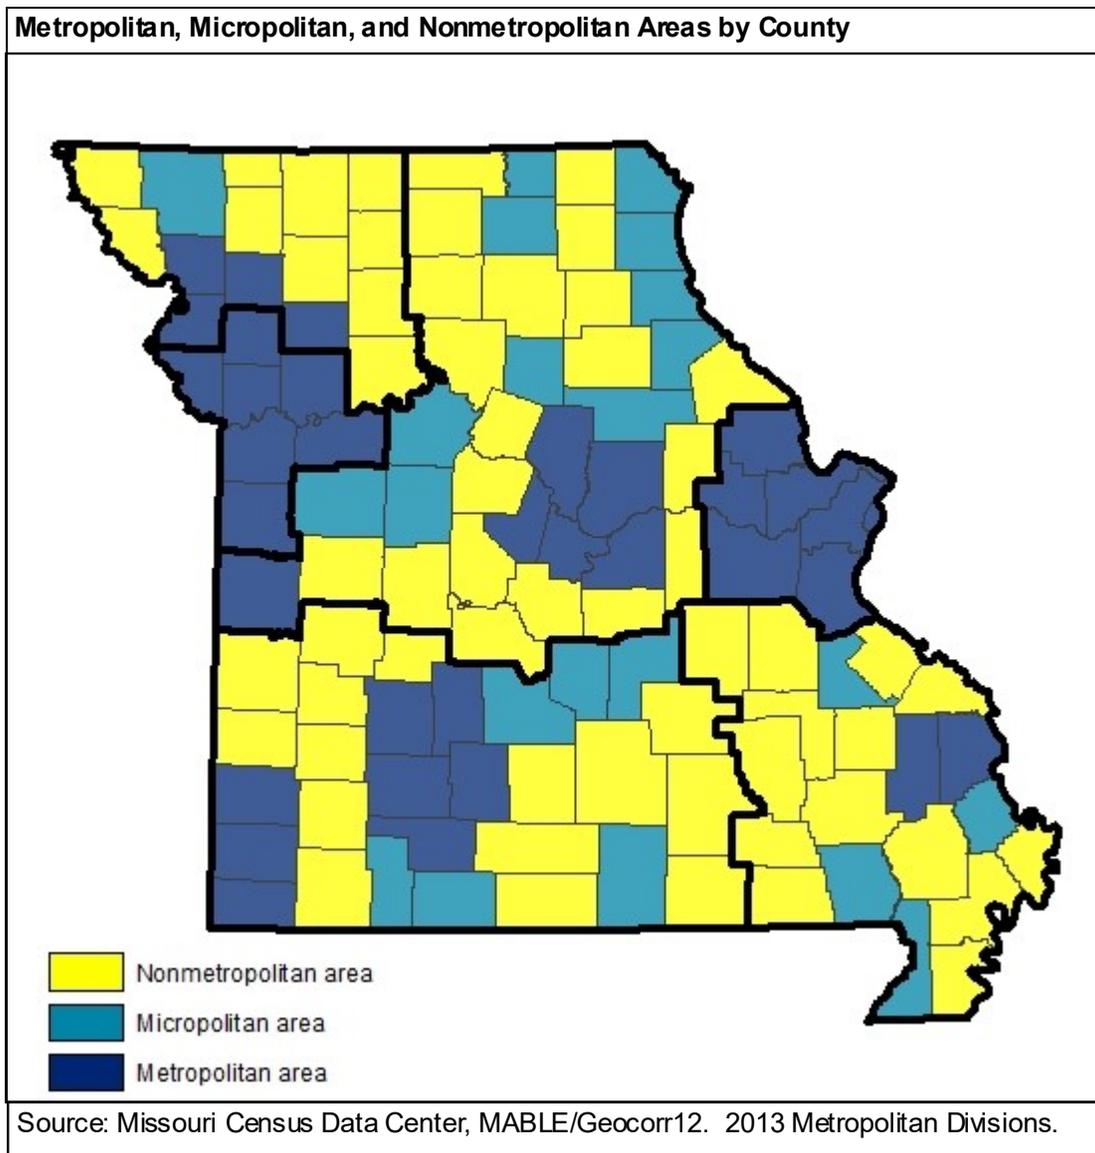 Metropolitan, Micropolitan, and Nonmetropolitan Areas by County
Nonmetropolitan area
Micropolitan area
Metropolitan area
Source: Missouri Census Data Center, MABLE/Geocorr12.  2013 Metropolitan Divisions.